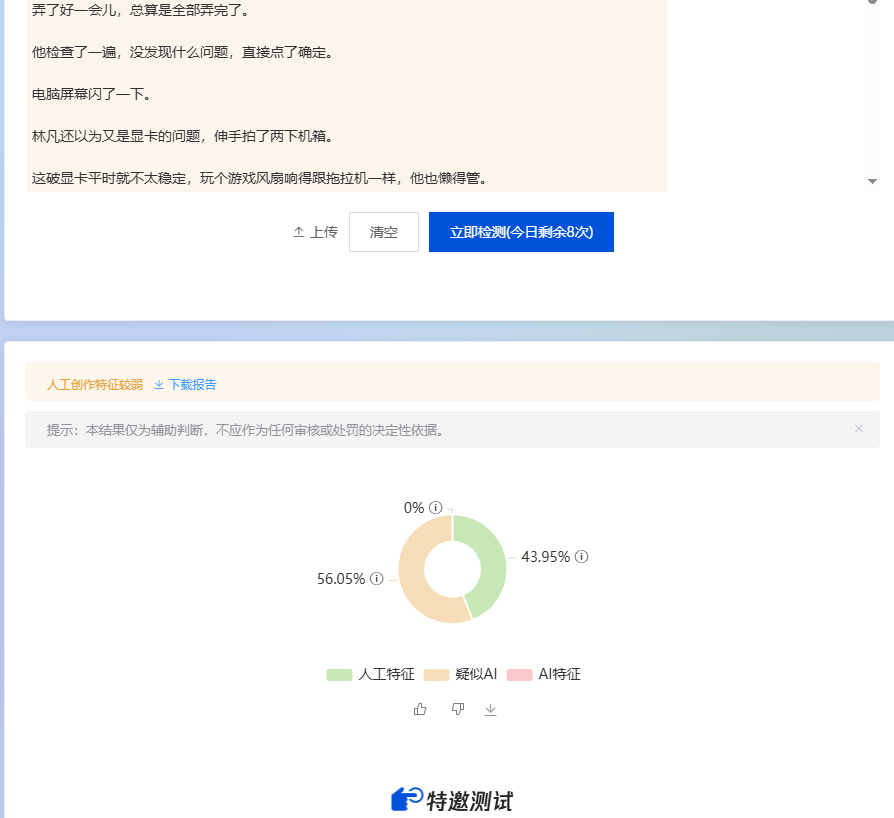 弄了好一会儿，总算是全部弄完了。
他检查了一遍，没发现什么问题，直接点了确定。
电脑屏幕闪了一下。
林凡还以为又是显卡的问题，伸手拍了两下机箱。
这破显卡平时就不太稳定，玩个游戏风扇响得跟拖拉机一样，他也懒得管。
上传 清空 立即检测(今日剩余8次)
人工创作特征较弱 下载报告
提示：本结果仅为辅助判断，不应作为任何审核或处罚的决定性依据。
0%
43.95%
56.05%
人工特征 疑似AI AI特征
特邀测试